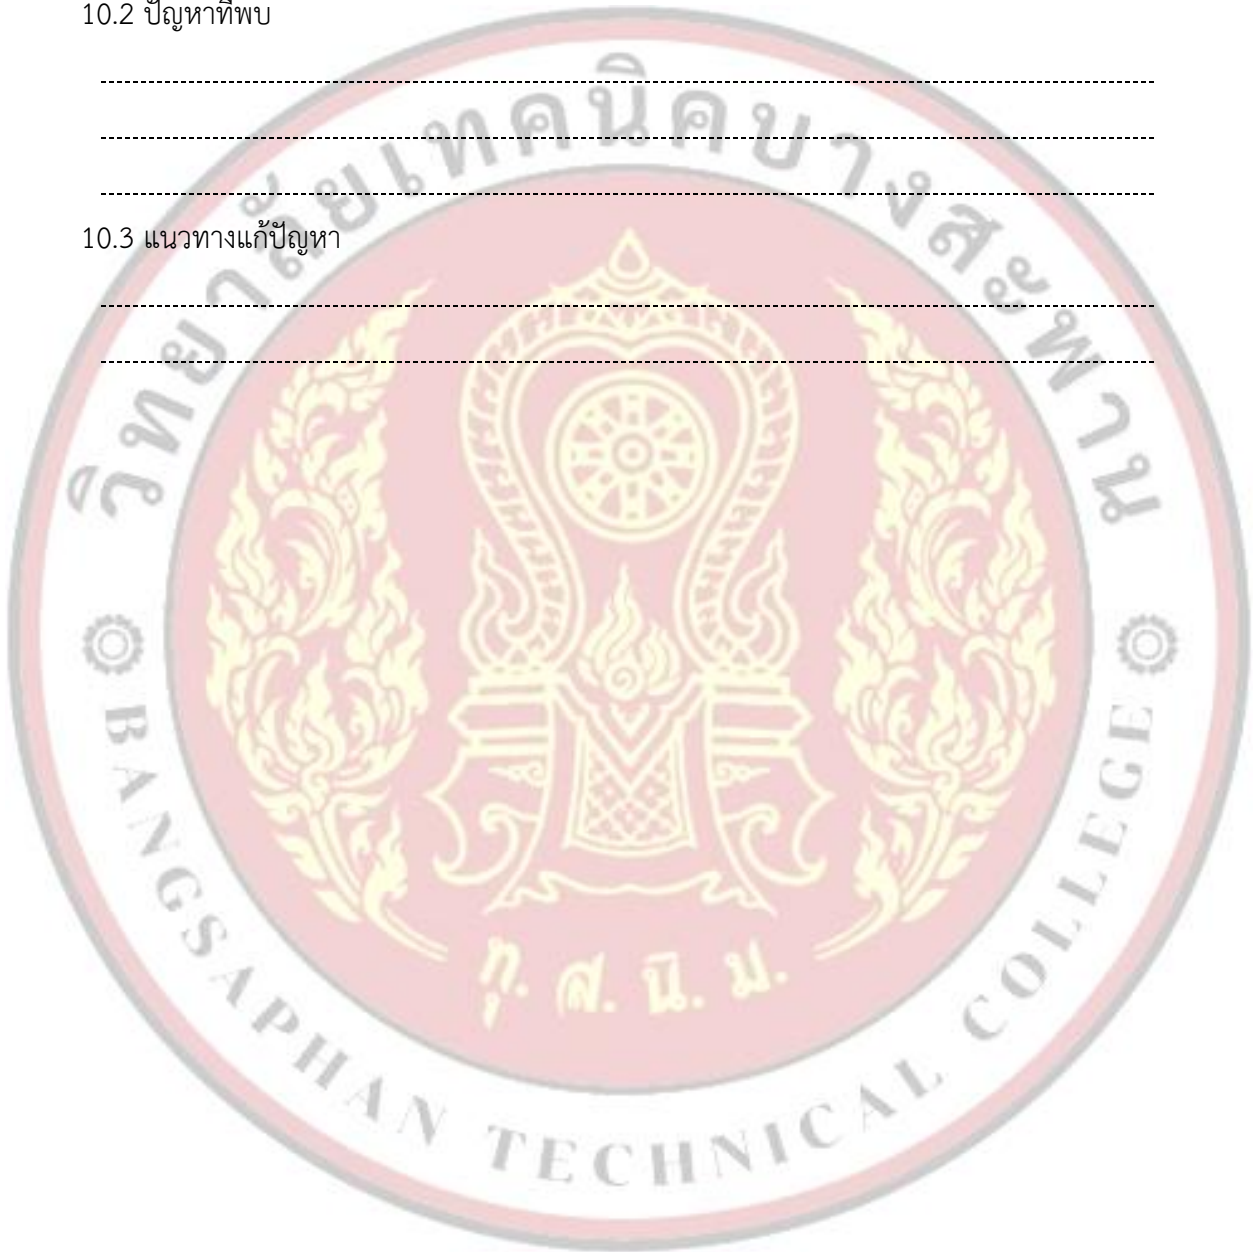 10.2 ปัญหาที่พบ
10.3 แนวทางแก้ปัญหา
วิทยาลัยเทคนิคบางสะพาน
ทุ. ส. นิ. ม.
BANGSAPHAN TECHNICAL COLLEGE